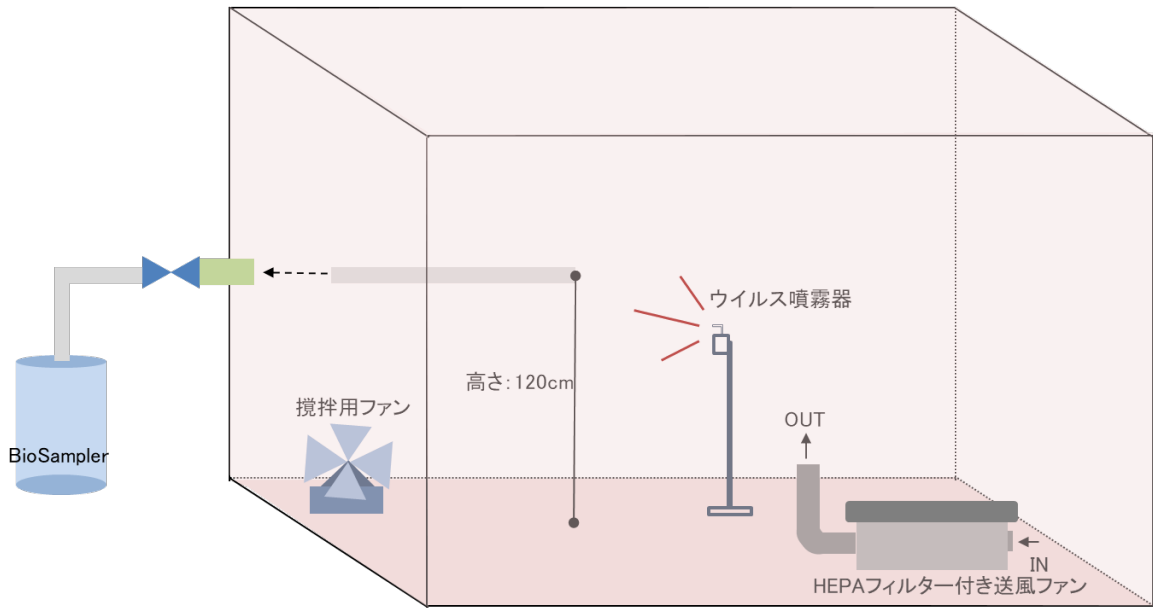 ウイルス噴霧器
高さ：120cm
撹拌用ファン
OUT
BioSampler
IN
HEPAフィルター付き送風ファン